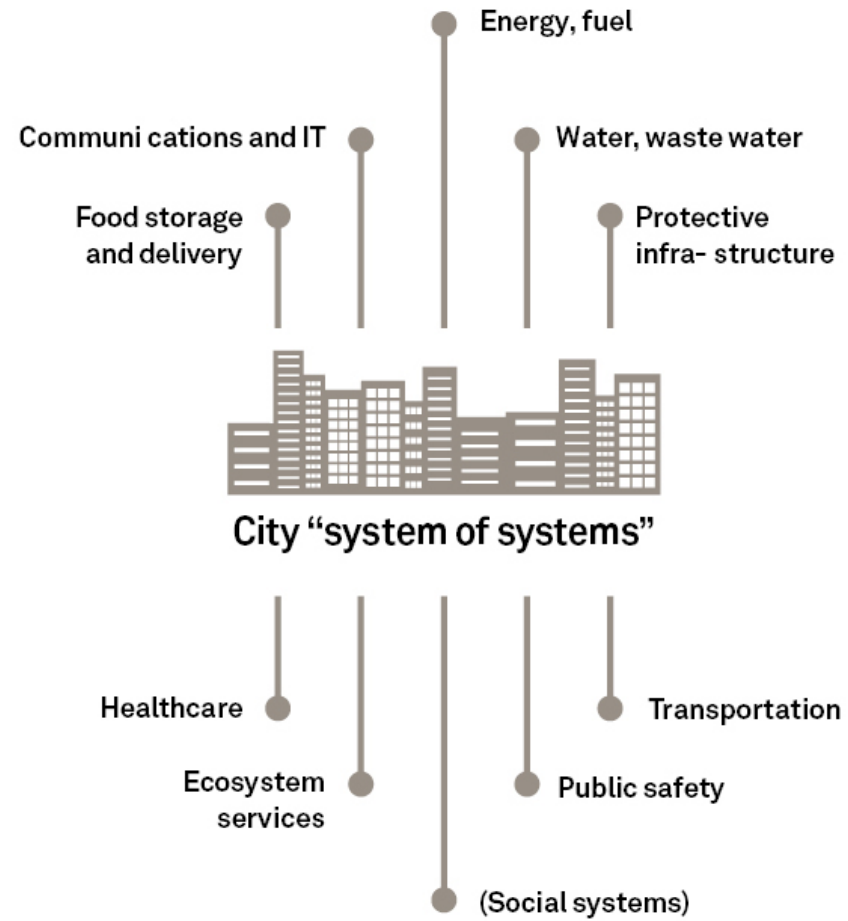 Energy, fuel
Communi cations and IT
Water, waste water
Food storage
and delivery
Protective
infra- structure
City “system of systems”
Healthcare
Transportation
Ecosystem
services
Public safety
(Social systems)